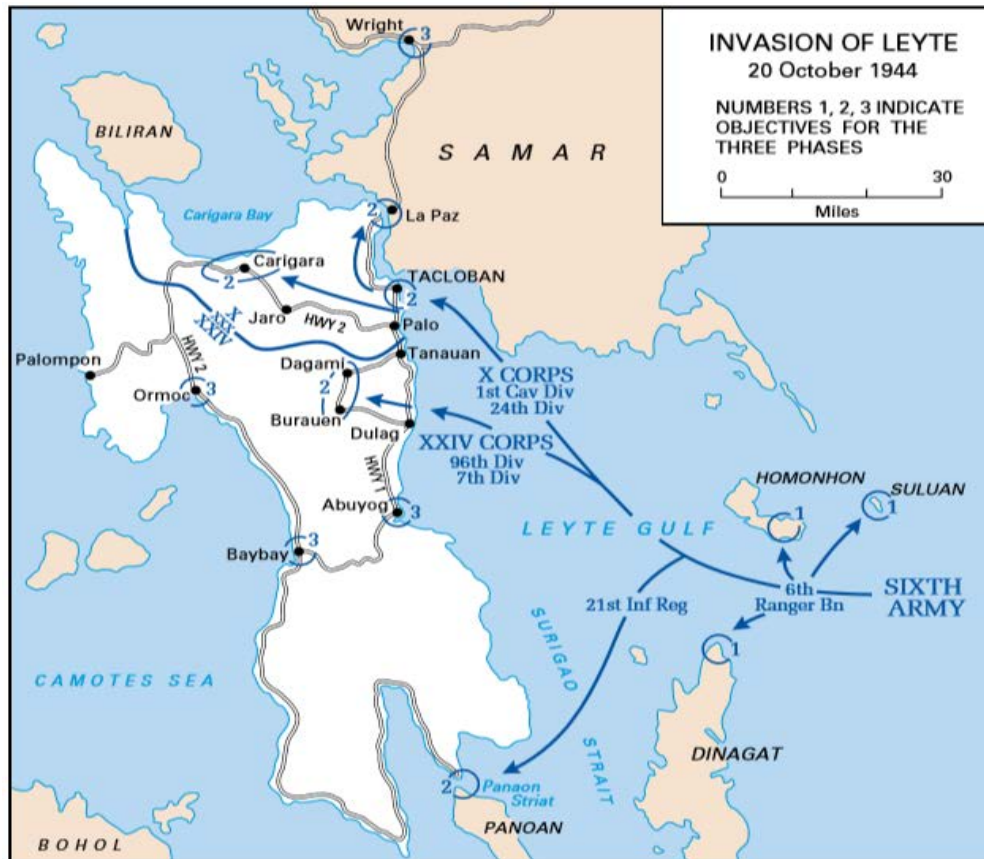 INVASION OF LEYTE
20 October 1944
NUMBERS 1, 2, 3 INDICATE
OBJECTIVES FOR THE
THREE PHASES
0 30
Miles
Wright
3
BILIRAN
S A M A R
Carigara Bay
2
La Paz
Carigara
2
TACLOBAN
2
Jaro
HWY 2
Palo
X
XXX
XXIV
HWY 2
Palompon
Tanauan
Dagami
2
X CORPS
1st Cav Div
24th Div
Ormoc
3
Burauen
Dulag
XXIV CORPS
96th Div
7th Div
HWY 1
HOMONHON
1
SULUAN
1
Abuyog
3
LEYTE GULF
Baybay
3
6th
Ranger Bn
SIXTH
ARMY
21st Inf Reg
1
SURIGAO
STRAIT
CAMOTES SEA
DINAGAT
2
Panaon
Striat
PANOAN
BOHOL